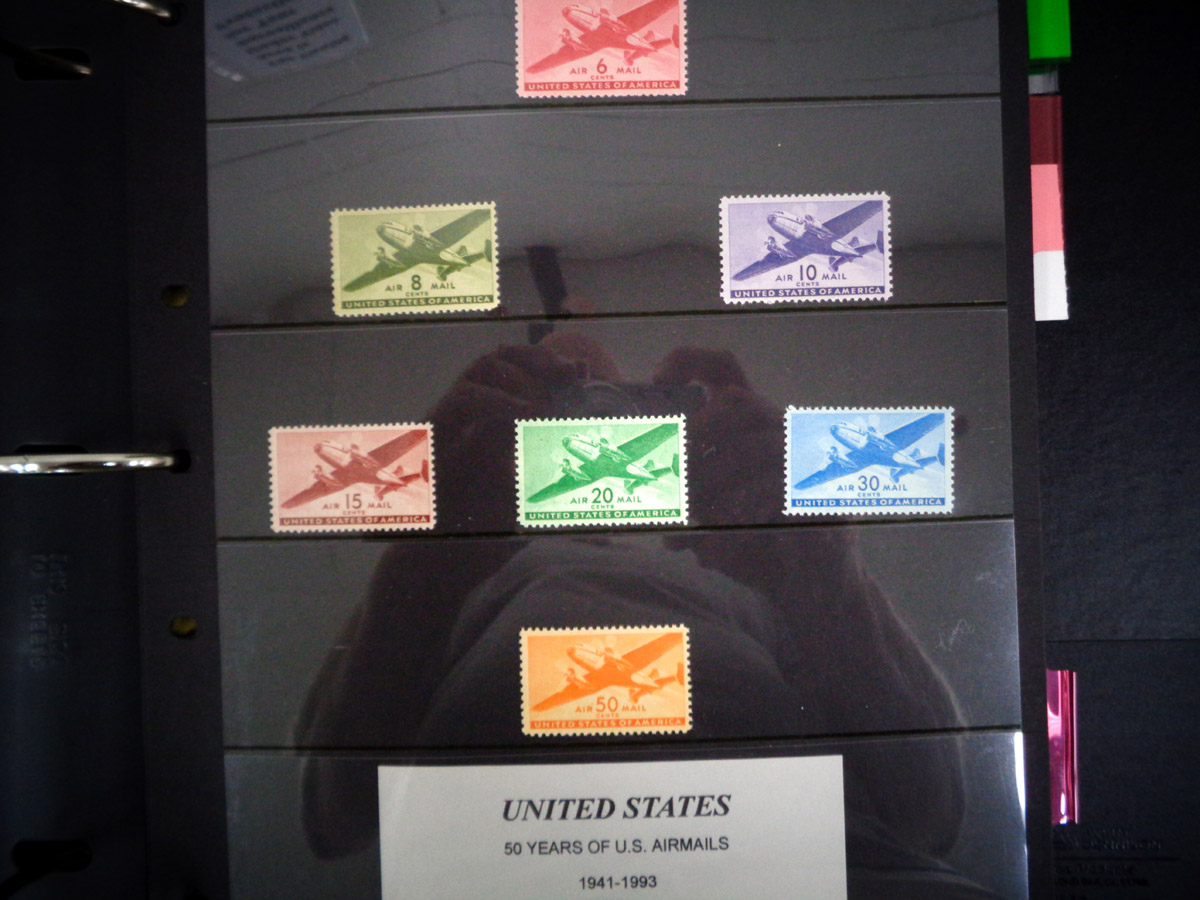 AIR 6 MAIL
CENTS
UNITED STATES OF AMERICA
AIR 8 MAIL
CENTS
UNITED STATES OF AMERICA
AIR 10 MAIL
CENTS
UNITED STATES OF AMERICA
AIR 15 MAIL
CENTS
UNITED STATES OF AMERICA
AIR 20 MAIL
CENTS
UNITED STATES OF AMERICA
AIR 30 MAIL
CENTS
UNITED STATES OF AMERICA
AIR 50 MAIL
CENTS
UNITED STATES OF AMERICA
UNITED STATES
50 YEARS OF U.S. AIRMAILS
1941-1993